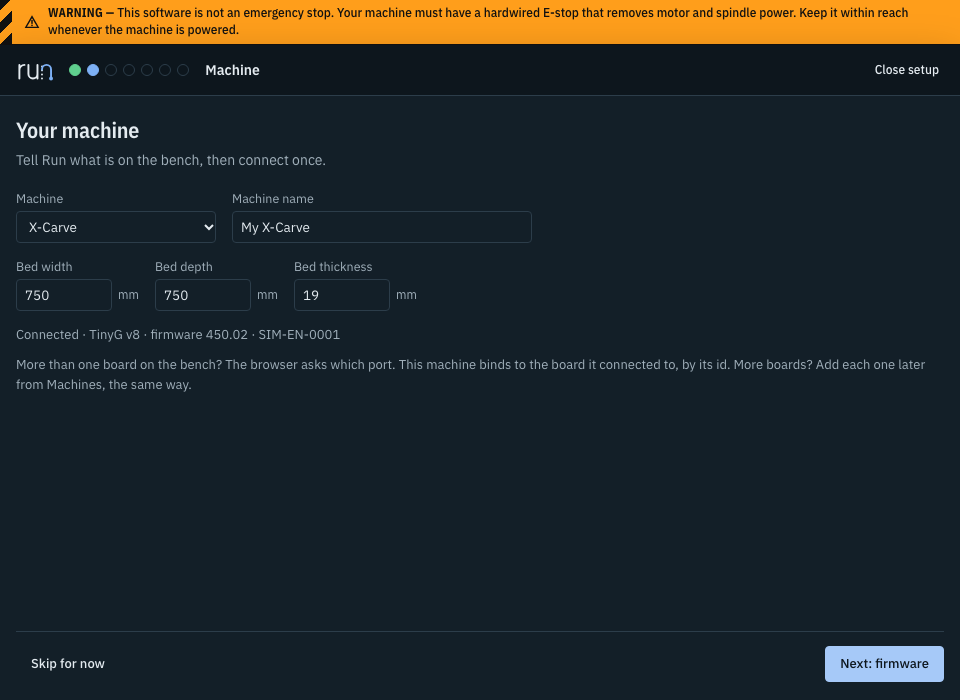 WARNING — This software is not an emergency stop. Your machine must have a hardwired E-stop that removes motor and spindle power. Keep it within reach
whenever the machine is powered.
run Machine Close setup
Your machine
Tell Run what is on the bench, then connect once.
Machine Machine name
X-Carve My X-Carve
Bed width Bed depth Bed thickness
750 mm 750 mm 19 mm
Connected · TinyG v8 · firmware 450.02 · SIM-EN-0001
More than one board on the bench? The browser asks which port. This machine binds to the board it connected to, by its id. More boards? Add each one later
from Machines, the same way.
Skip for now Next: firmware